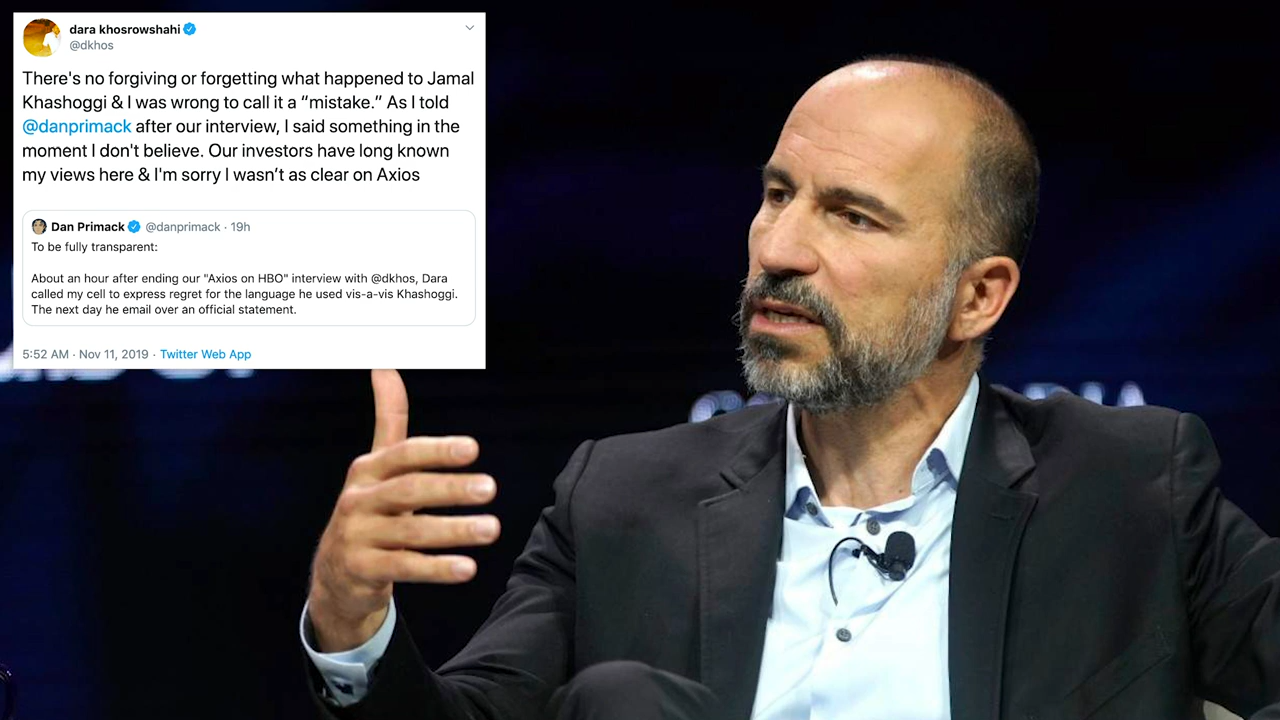 dara khosrowshahi
@dkhos
There's no forgiving or forgetting what happened to Jamal
Khashoggi & I was wrong to call it a “mistake.” As I told
@danprimack after our interview, I said something in the
moment I don't believe. Our investors have long known
my views here & I'm sorry I wasn’t as clear on Axios
Dan Primack @danprimack · 19h
To be fully transparent:
About an hour after ending our "Axios on HBO" interview with @dkhos, Dara
called my cell to express regret for the language he used vis-a-vis Khashoggi.
The next day he email over an official statement.
5:52 AM · Nov 11, 2019 · Twitter Web App